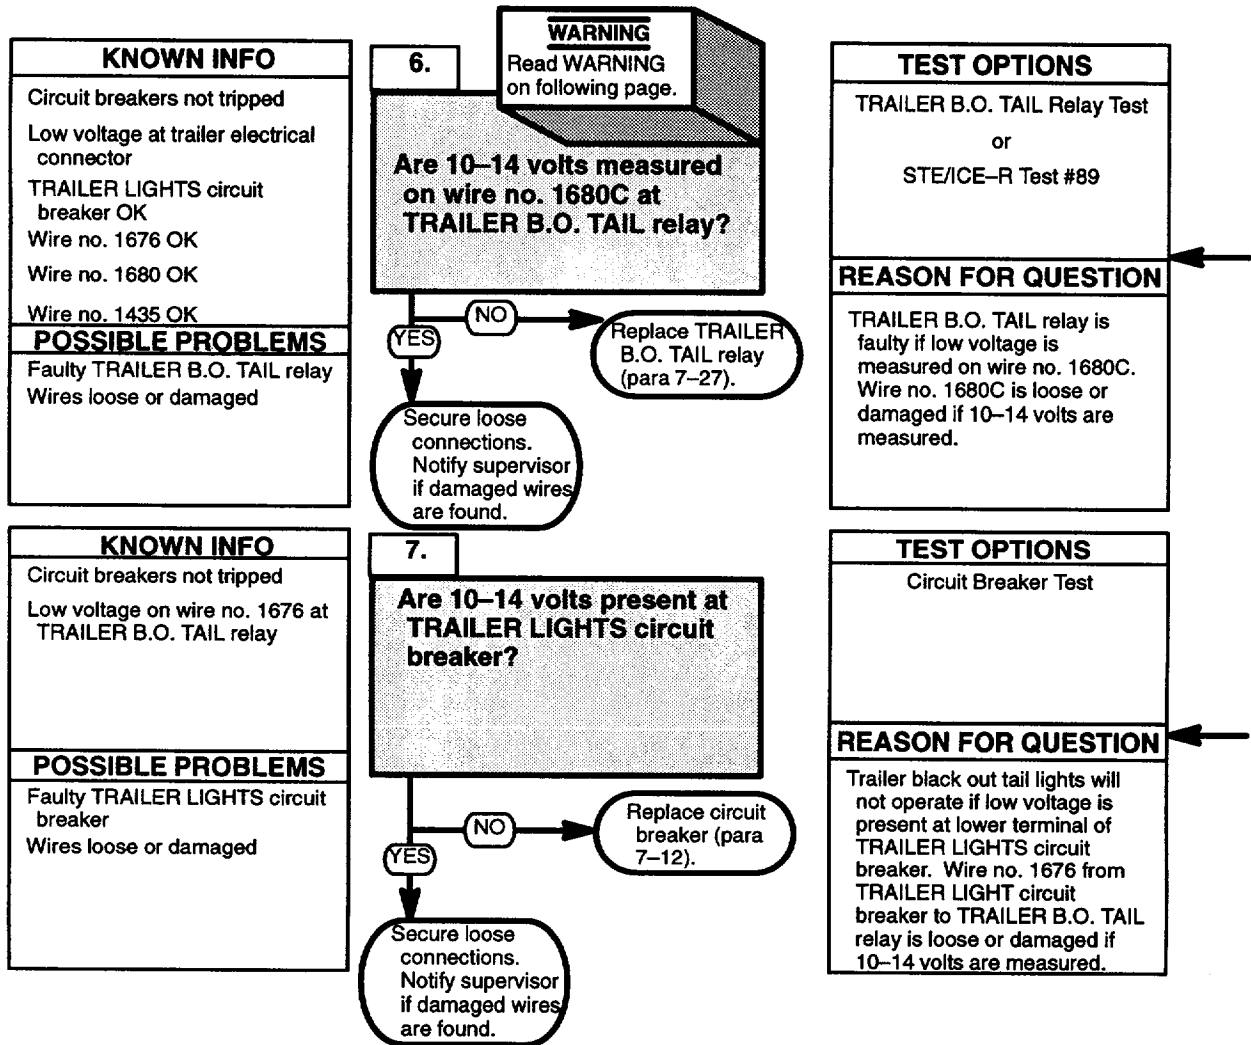 KNOWN INFO
Circuit breakers not tripped
Low voltage at trailer electrical
connector
TRAILER LIGHTS circuit
breaker OK
Wire no. 1676 OK
Wire no. 1680 OK
Wire no. 1435 OK
POSSIBLE PROBLEMS
Faulty TRAILER B.O. TAIL relay
Wires loose or damaged
6.
WARNING
Read WARNING
on following page.
Are 10–14 volts measured
on wire no. 1680C at
TRAILER B.O. TAIL relay?
NO
YES
Replace TRAILER
B.O. TAIL relay
(para 7–27).
Secure loose
connections.
Notify supervisor
if damaged wires
are found.
TEST OPTIONS
TRAILER B.O. TAIL Relay Test
or
STE/ICE–R Test #89
REASON FOR QUESTION
TRAILER B.O. TAIL relay is
faulty if low voltage is
measured on wire no. 1680C.
Wire no. 1680C is loose or
damaged if 10–14 volts are
measured.
KNOWN INFO
Circuit breakers not tripped
Low voltage on wire no. 1676 at
TRAILER B.O. TAIL relay
POSSIBLE PROBLEMS
Faulty TRAILER LIGHTS circuit
breaker
Wires loose or damaged
7.
Are 10–14 volts present at
TRAILER LIGHTS circuit
breaker?
NO
YES
Replace circuit
breaker (para
7–12).
Secure loose
connections.
Notify supervisor
if damaged wires
are found.
TEST OPTIONS
Circuit Breaker Test
REASON FOR QUESTION
Trailer black out tail lights will
not operate if low voltage is
present at lower terminal of
TRAILER LIGHTS circuit
breaker. Wire no. 1676 from
TRAILER LIGHT circuit
breaker to TRAILER B.O. TAIL
relay is loose or damaged if
10–14 volts are measured.